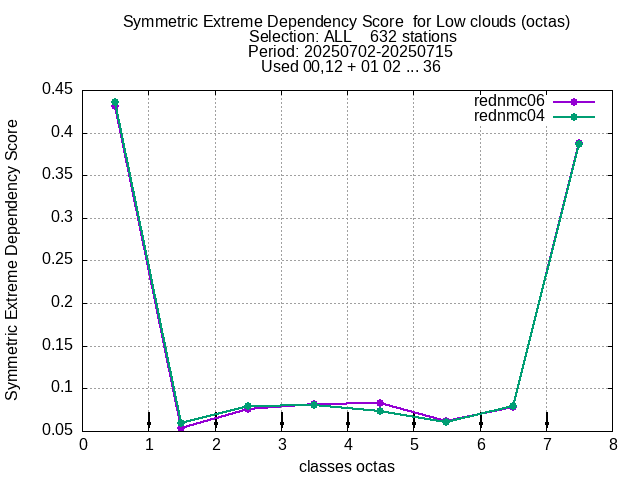 Symmetric Extreme Dependency Score  for Low clouds (octas)
Selection: ALL    632 stations
Period: 20250702-20250715
Used 00,12 + 01 02 ... 36
rednmc06
rednmc04
0.45
0.4
0.35
0.3
0.25
0.2
0.15
0.1
0.05
Symmetric Extreme Dependency Score
0 1 2 3 4 5 6 7 8
classes octas